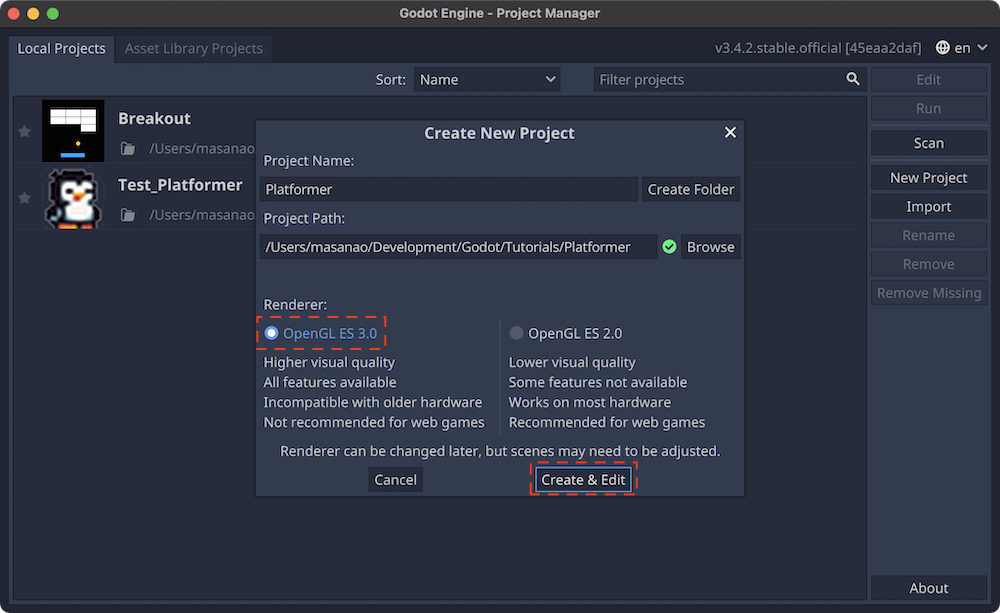 Godot Engine - Project Manager
Local Projects
Asset Library Projects
v3.4.2.stable.official [45eaa2daf]
en
Sort:
Name
Filter projects
Edit
Run
Scan
New Project
Import
Rename
Remove
Remove Missing
About
Breakout
/Users/masanao
Test_Platformer
/Users/masanao
Create New Project
Project Name:
Platformer
Create Folder
Project Path:
/Users/masanao/Development/Godot/Tutorials/Platformer
Browse
Renderer:
OpenGL ES 3.0
Higher visual quality
All features available
Incompatible with older hardware
Not recommended for web games
OpenGL ES 2.0
Lower visual quality
Some features not available
Works on most hardware
Recommended for web games
Renderer can be changed later, but scenes may need to be adjusted.
Cancel
Create & Edit